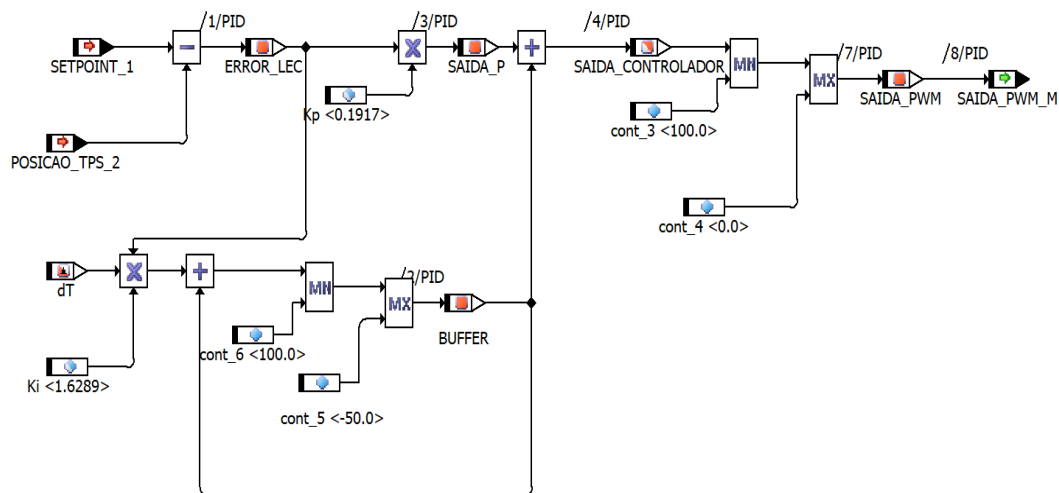 /1/PID
/3/PID
/4/PID
/7/PID
/8/PID
SETPOINT_1
ERROR_LEC
SAIDA_P
SAIDA_CONTROLADOR
MN
MX
SAIDA_PWM
SAIDA_PWM_M
Kp <0.1917>
cont_3 <100.0>
POSICAO_TPS_2
cont_4 <0.0>
dT
MN
/2/PID
MX
BUFFER
cont_6 <100.0>
Ki <1.6289>
cont_5 <-50.0>